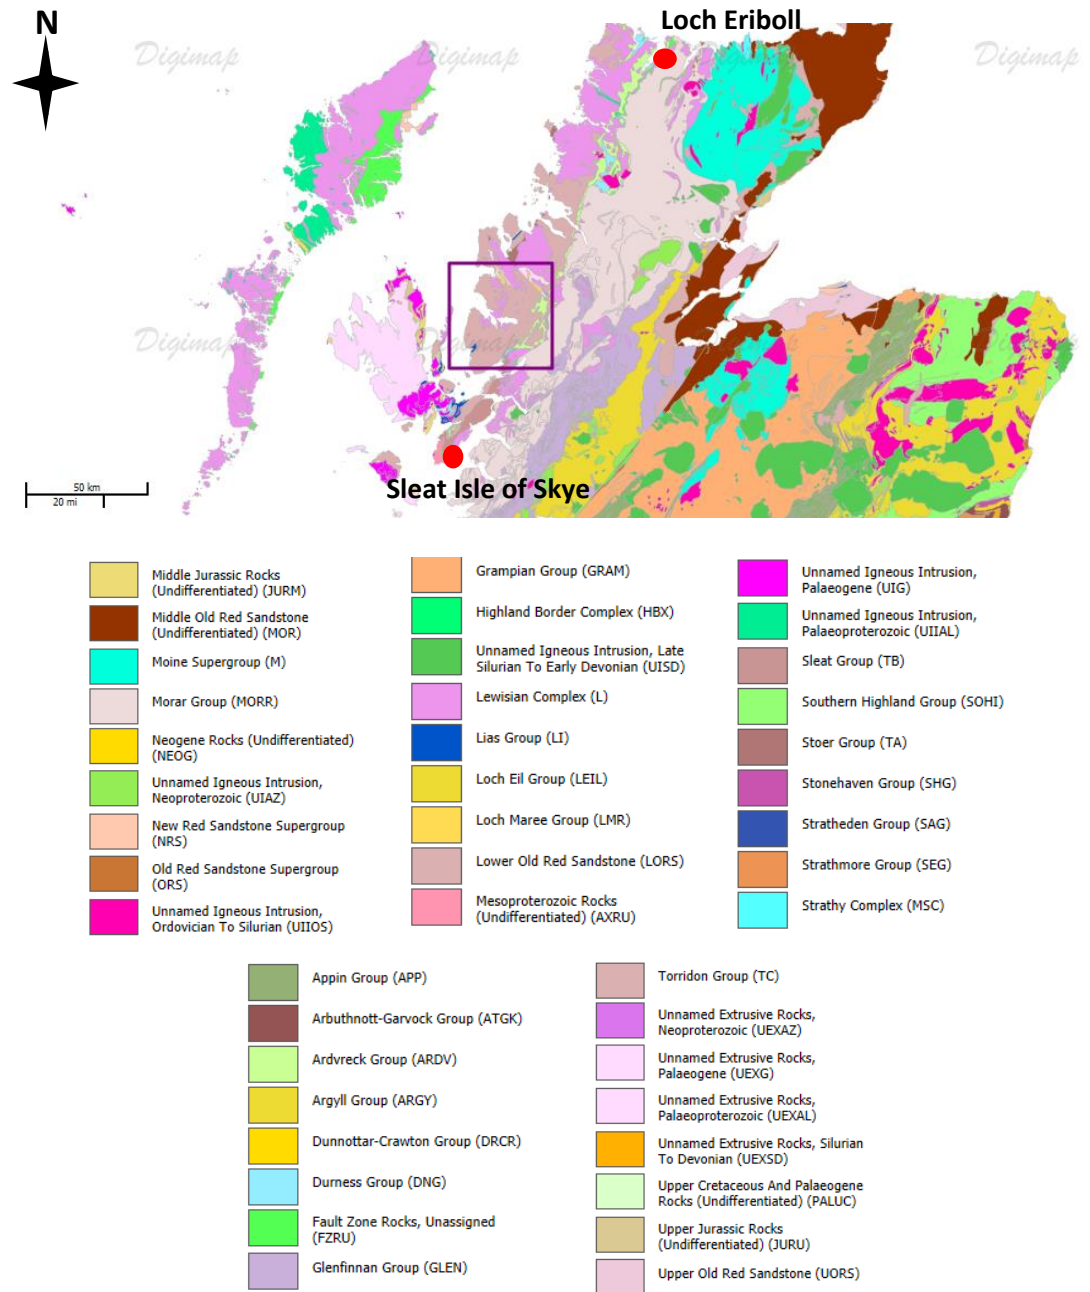 N
Loch Eriboll
Digimap Digimap Digimap
Digimap Digimap Digimap
50 km
20 mi
Sleat Isle of Skye
Middle Jurassic Rocks
(Undifferentiated) (JURM)
Middle Old Red Sandstone
(Undifferentiated) (MOR)
Moine Supergroup (M)
Morar Group (MORR)
Neogene Rocks (Undifferentiated)
(NEOG)
Unnamed Igneous Intrusion,
Neoproterozoic (UIAZ)
New Red Sandstone Supergroup
(NRS)
Old Red Sandstone Supergroup
(ORS)
Unnamed Igneous Intrusion,
Ordovician To Silurian (UIIOS)
Grampian Group (GRAM)
Highland Border Complex (HBX)
Unnamed Igneous Intrusion, Late
Silurian To Early Devonian (UISD)
Lewisian Complex (L)
Lias Group (LI)
Loch Eil Group (LEIL)
Loch Maree Group (LMR)
Lower Old Red Sandstone (LORS)
Mesoproterozoic Rocks
(Undifferentiated) (AXRU)
Unnamed Igneous Intrusion,
Palaeogene (UIG)
Unnamed Igneous Intrusion,
Palaeoproterozoic (UIIAL)
Sleat Group (TB)
Southern Highland Group (SOHI)
Stoer Group (TA)
Stonehaven Group (SHG)
Stratheden Group (SAG)
Strathmore Group (SEG)
Strathy Complex (MSC)
Appin Group (APP)
Arbuthnott-Garvock Group (ATGK)
Ardvreck Group (ARDV)
Argyll Group (ARGY)
Dunnottar-Crawton Group (DRCR)
Durness Group (DNG)
Fault Zone Rocks, Unassigned
(FZRU)
Glenfinnan Group (GLEN)
Torridon Group (TC)
Unnamed Extrusive Rocks,
Neoproterozoic (UEXAZ)
Unnamed Extrusive Rocks,
Palaeogene (UEXG)
Unnamed Extrusive Rocks,
Palaeoproterozoic (UEXAL)
Unnamed Extrusive Rocks, Silurian
To Devonian (UEXSD)
Upper Cretaceous And Palaeogene
Rocks (Undifferentiated) (PALUC)
Upper Jurassic Rocks
(Undifferentiated) (JURU)
Upper Old Red Sandstone (UORS)